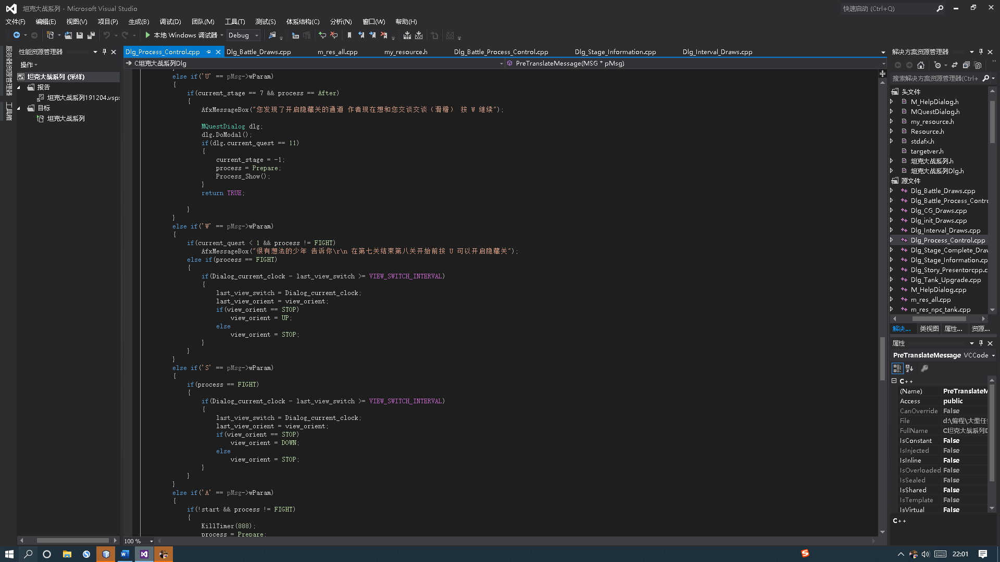 坦克大战系列 - Microsoft Visual Studio
快速启动 (Ctrl+Q)
文件(F) 编辑(E) 视图(V) 项目(P) 生成(B) 调试(D) 团队(M) 工具(T) 测试(S) 体系结构(C) 分析(N) 窗口(W) 帮助(H)
本地 Windows 调试器 Debug
服务器资源管理器
工具箱
性能资源管理器
操作
坦克大战系列 (采样)
报告
坦克大战系列191204.vsp
目标
坦克大战系列
Dlg_Process_Control.cpp Dlg_Battle_Draws.cpp m_res_all.cpp my_resource.h Dlg_Battle_Process_Control.cpp Dlg_Stage_Information.cpp Dlg_Interval_Draws.cpp
C坦克大战系列Dlg PreTranslateMessage(MSG * pMsg)
else if('U' == pMsg->wParam)
{
if(current_stage == 7 && process == After)
{
AfxMessageBox("您发现了开启隐藏关的通道 作者现在想和您交谈交谈（滑稽） 按 W 继续");
MQuestDialog dlg;
dlg.DoModal();
if(dlg.current_quest == 11)
{
current_stage = -1;
process = Prepare;
Process_Show();
}
return TRUE;
}
}
else if('W' == pMsg->wParam)
{
if(current_quest < 1 && process != FIGHT)
AfxMessageBox("很有想法的少年 告诉你\r\n 在第七关结束第八关开始前按 U 可以开启隐藏关");
else if(process == FIGHT)
{
if(Dialog_current_clock - last_view_switch >= VIEW_SWITCH_INTERVAL)
{
last_view_switch = Dialog_current_clock;
last_view_orient = view_orient;
if(view_orient == STOP)
view_orient = UP;
else
view_orient = STOP;
}
}
}
else if('S' == pMsg->wParam)
{
if(process == FIGHT)
{
if(Dialog_current_clock - last_view_switch >= VIEW_SWITCH_INTERVAL)
{
last_view_switch = Dialog_current_clock;
last_view_orient = view_orient;
if(view_orient == STOP)
view_orient = DOWN;
else
view_orient = STOP;
}
}
}
else if('A' == pMsg->wParam)
{
if(!start && process != FIGHT)
{
KillTimer(888);
process = Prepare;
100 %
解决方案资源管理器
搜索解决方案资源管理器(Ctrl+
头文件
M_HelpDialog.h
MQuestDialog.h
my_resource.h
Resource.h
stdafx.h
targetver.h
坦克大战系列.h
坦克大战系列Dlg.h
源文件
Dlg_Battle_Draws.cpp
Dlg_Battle_Process_Contro
Dlg_CG_Draws.cpp
Dlg_init_Draws.cpp
Dlg_Interval_Draws.cpp
Dlg_Process_Control.cpp
Dlg_Stage_Complete_Draw
Dlg_Stage_Information.cp
Dlg_Story_Presentorcpp.c
Dlg_Tank_Upgrade.cpp
M_HelpDialog.cpp
m_res_all.cpp
m_res_npc_tank.cpp
解决... 类视图 属性... 资源...
属性
PreTranslateMessage VCCode
C++
(Name) PreTranslateM
Access public
CanOverride False
File d:\编程\大型任
FullName C坦克大战系列D
IsConstant False
IsInjected False
IsInline False
IsOverloaded False
IsSealed False
IsShared False
IsTemplate False
IsVirtual False
C++
22:01